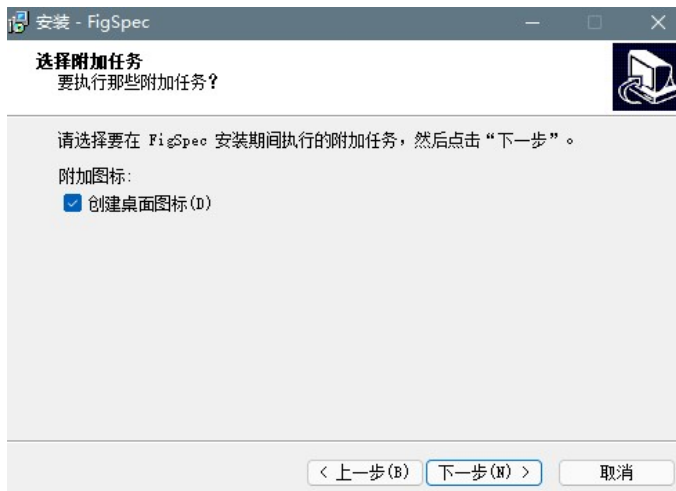 安装 - FigSpec
选择附加任务
要执行那些附加任务?
请选择要在 FigSpec 安装期间执行的附加任务，然后点击“下一步”。
附加图标:
创建桌面图标(D)
< 上一步(B)
下一步(N) >
取消